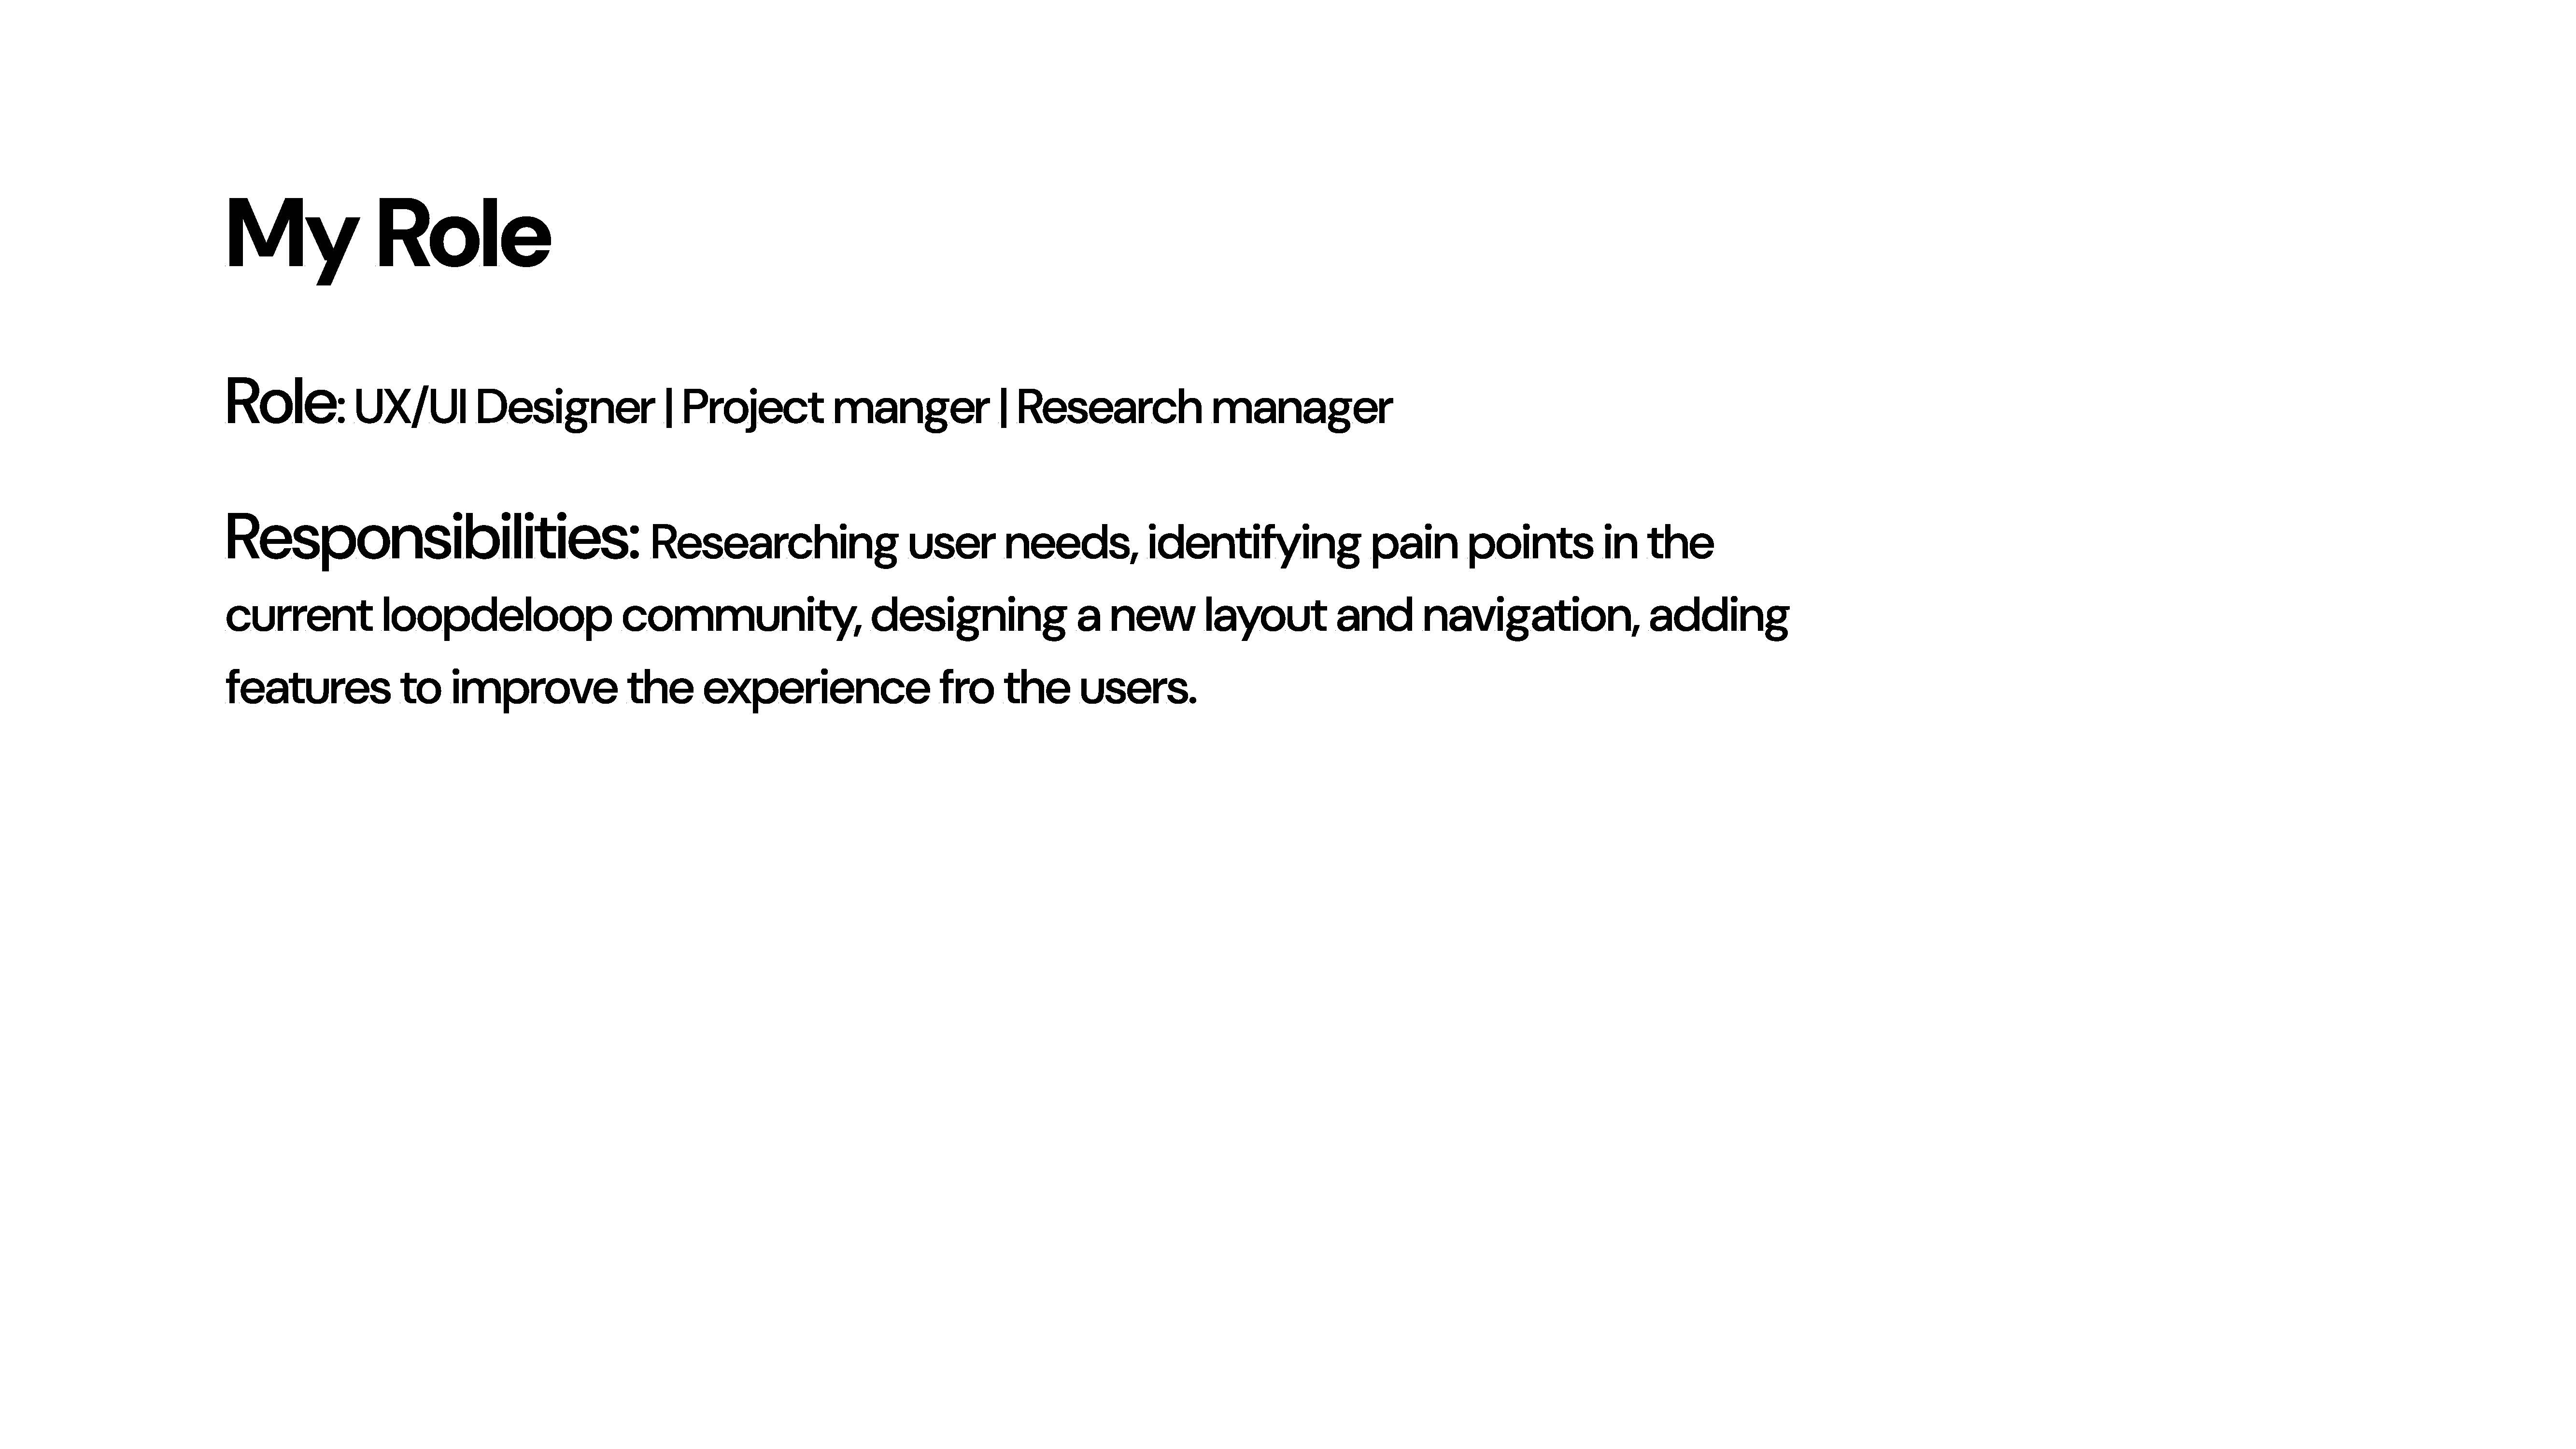 My Role
Role: UX/UI Designer | Project manger | Research manager
Responsibilities: Researching user needs, identifying pain points in the
current loopdeloop community, designing a new layout and navigation, adding
features to improve the experience fro the users.